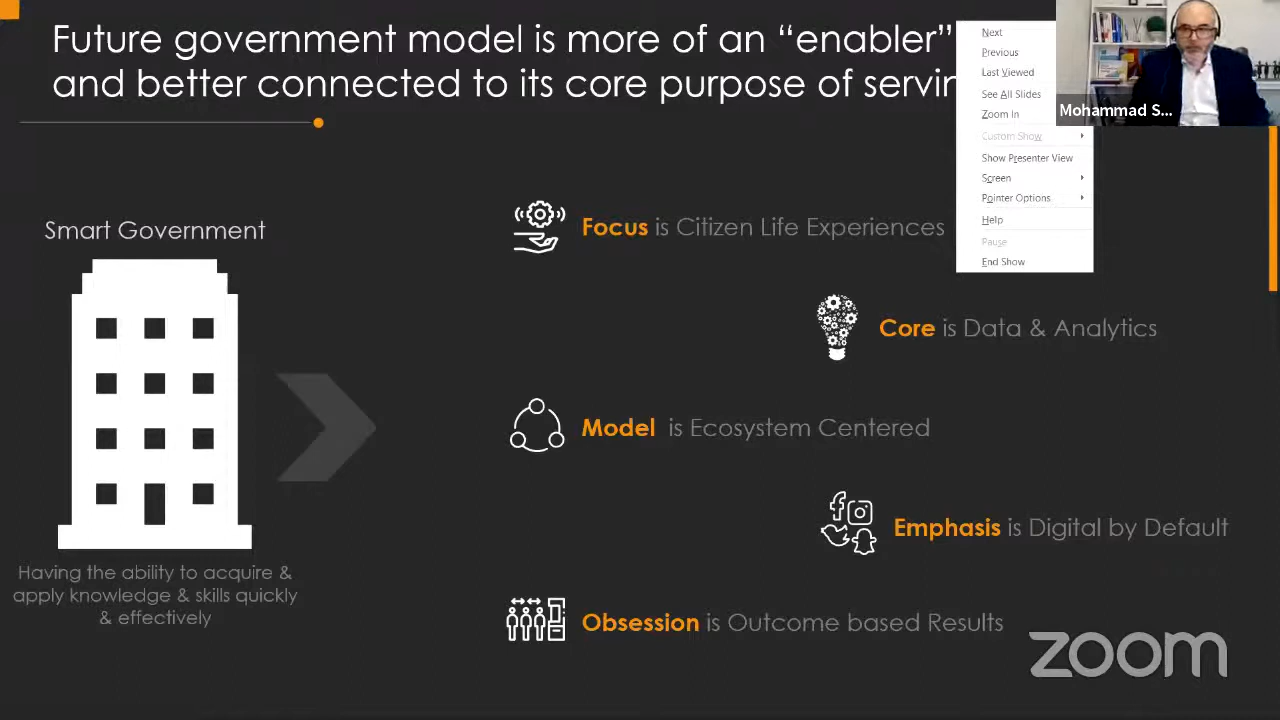 Future government model is more of an “enabler”
and better connected to its core purpose of
Next
Previous
Last Viewed
See All Slides
Zoom In
Custom Show
Show Presenter View
Screen
Pointer Options
Help
Pause
End Show
Mohammad S...
Smart Government
Having the ability to acquire &
apply knowledge & skills quickly
& effectively
Focus is Citizen Life Experiences
Core is Data & Analytics
Model is Ecosystem Centered
Emphasis is Digital by Default
Obsession is Outcome based Results
zoom